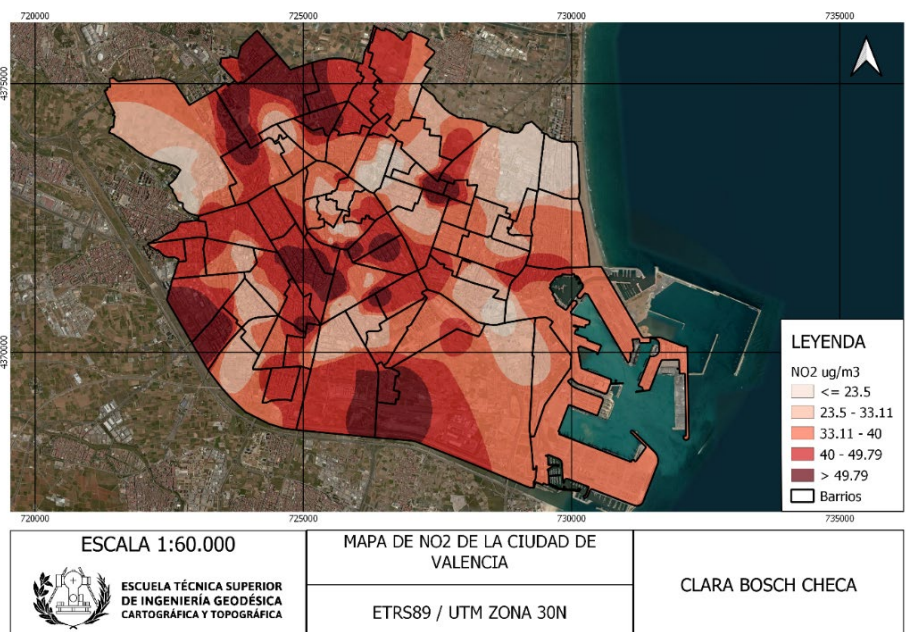 720000
725000
730000
735000
4375000
4370000
LEYENDA
NO2 ug/m3
<= 23.5
23.5 - 33.11
33.11 - 40
40 - 49.79
> 49.79
Barrios
720000
725000
730000
735000
ESCALA 1:60.000
ESCUELA TÉCNICA SUPERIOR
DE INGENIERÍA GEODÉSICA
CARTOGRÁFICA Y TOPOGRÁFICA
MAPA DE NO2 DE LA CIUDAD DE
VALENCIA
ETRS89 / UTM ZONA 30N
CLARA BOSCH CHECA